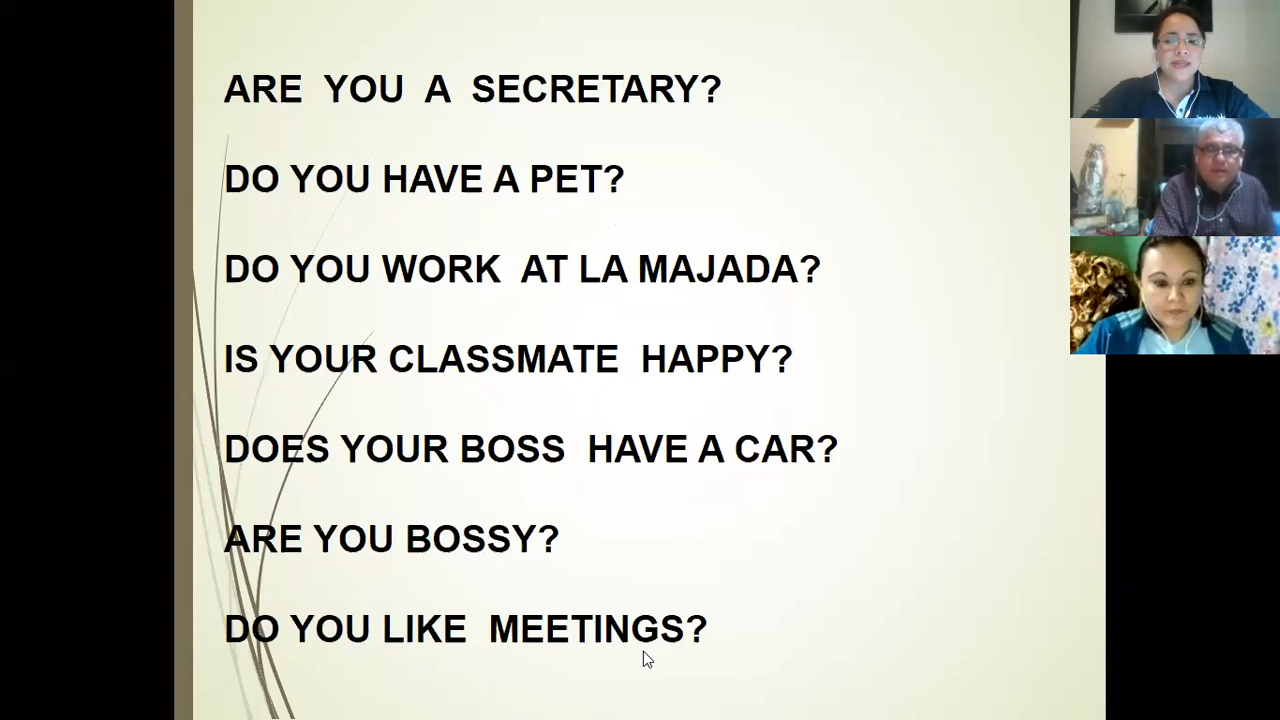 ARE YOU A SECRETARY?
DO YOU HAVE A PET?
DO YOU WORK AT LA MAJADA?
IS YOUR CLASSMATE HAPPY?
DOES YOUR BOSS HAVE A CAR?
ARE YOU BOSSY?
DO YOU LIKE MEETINGS?